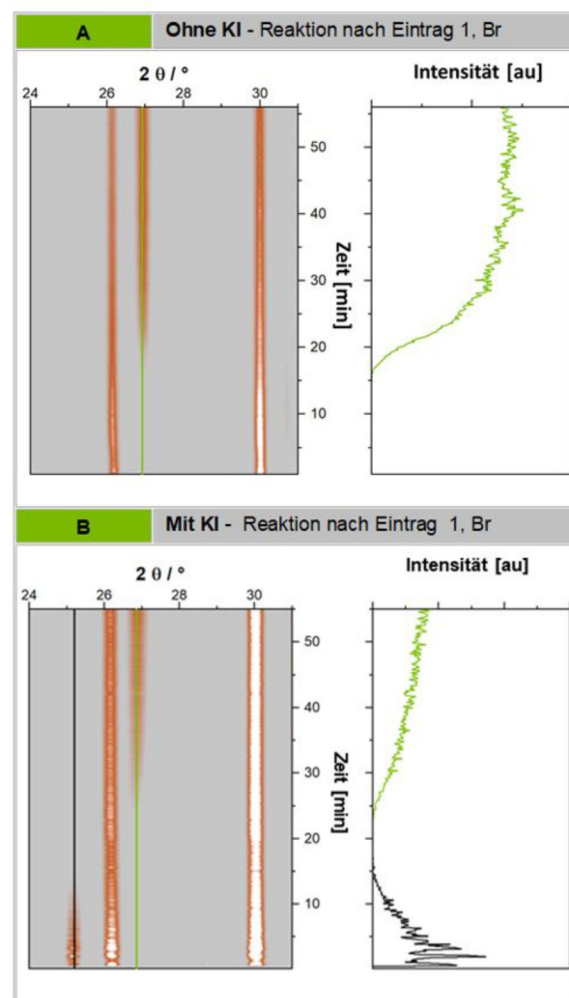 A Ohne KI - Reaktion nach Eintrag 1, Br
2 θ / ° Intensität [au]
24 26 28 30
50
40
Zeit [min]
30
20
10
B Mit KI - Reaktion nach Eintrag 1, Br
2 θ / ° Intensität [au]
24 26 28 30
50
40
Zeit [min]
30
20
10